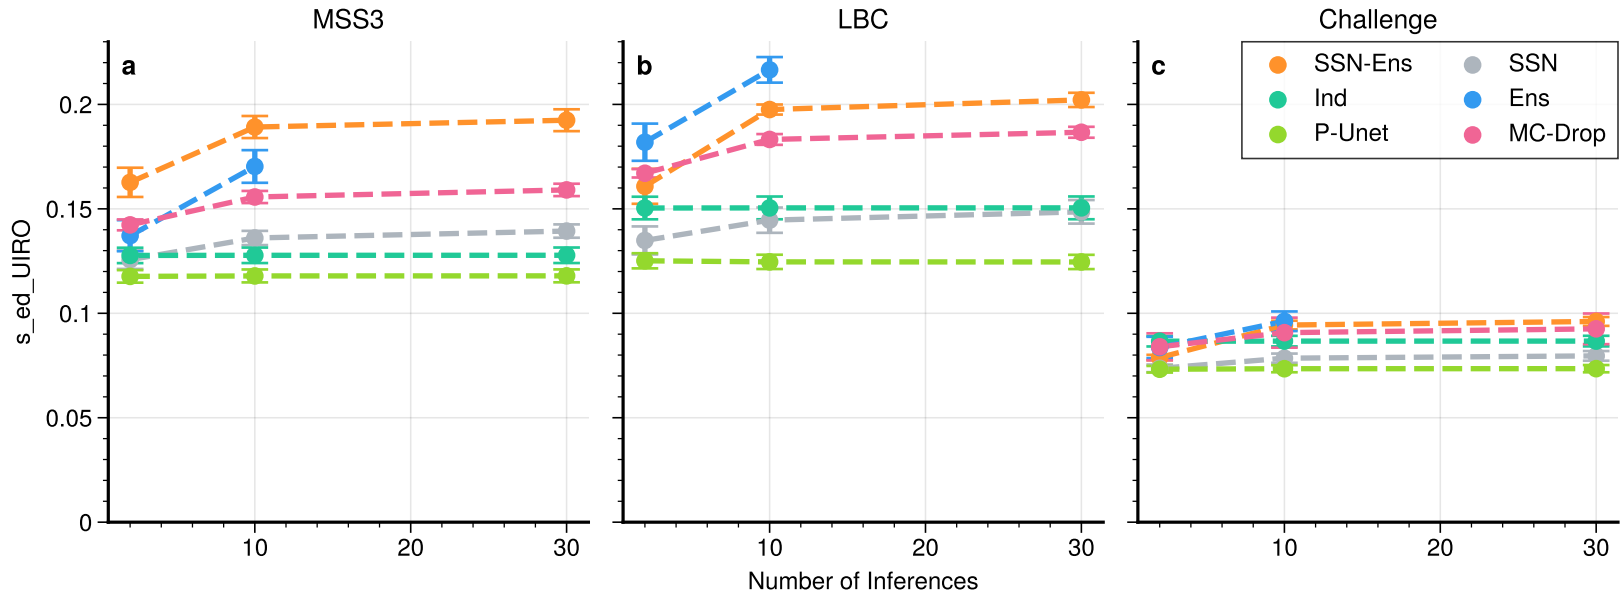 MSS3
LBC
Challenge
a
b
c
SSN-Ens
SSN
Ind
Ens
P-Unet
MC-Drop
s_ed_UIRO
0.2
0.15
0.1
0.05
0
10 20 30
10 20 30
10 20 30
Number of Inferences